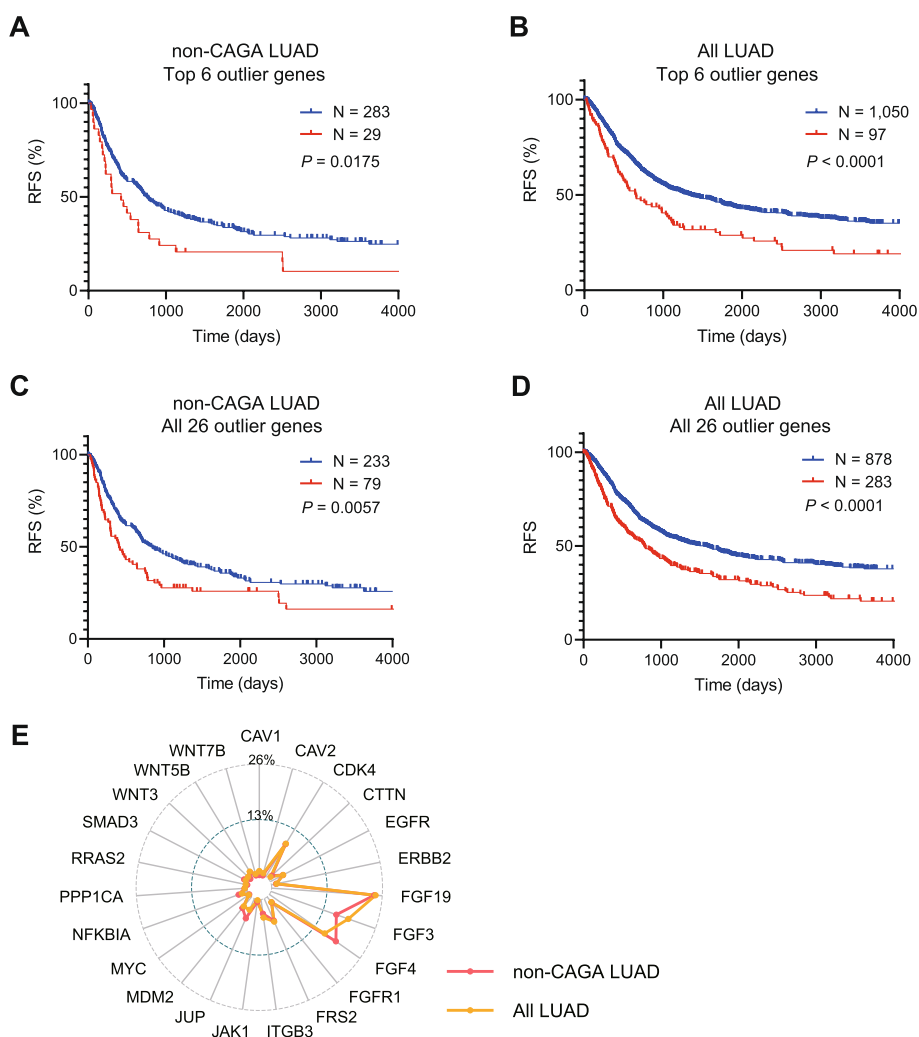 A
non-CAGA LUAD
Top 6 outlier genes
100
50
0
RFS (%)
N = 283
N = 29
P = 0.0175
0 1000 2000 3000 4000
Time (days)
B
All LUAD
Top 6 outlier genes
100
50
0
RFS (%)
N = 1,050
N = 97
P < 0.0001
0 1000 2000 3000 4000
Time (days)
C
non-CAGA LUAD
All 26 outlier genes
100
50
0
RFS (%)
N = 233
N = 79
P = 0.0057
0 1000 2000 3000 4000
Time (days)
D
All LUAD
All 26 outlier genes
100
50
0
RFS
N = 878
N = 283
P < 0.0001
0 1000 2000 3000 4000
Time (days)
E
CAV1
CAV2
CDK4
CTTN
EGFR
ERBB2
FGF19
FGF3
FGF4
FGFR1
FRS2
ITGB3
JAK1
JUP
MDM2
MYC
NFKBIA
PPP1CA
RRAS2
SMAD3
WNT3
WNT5B
WNT7B
26%
13%
non-CAGA LUAD
All LUAD